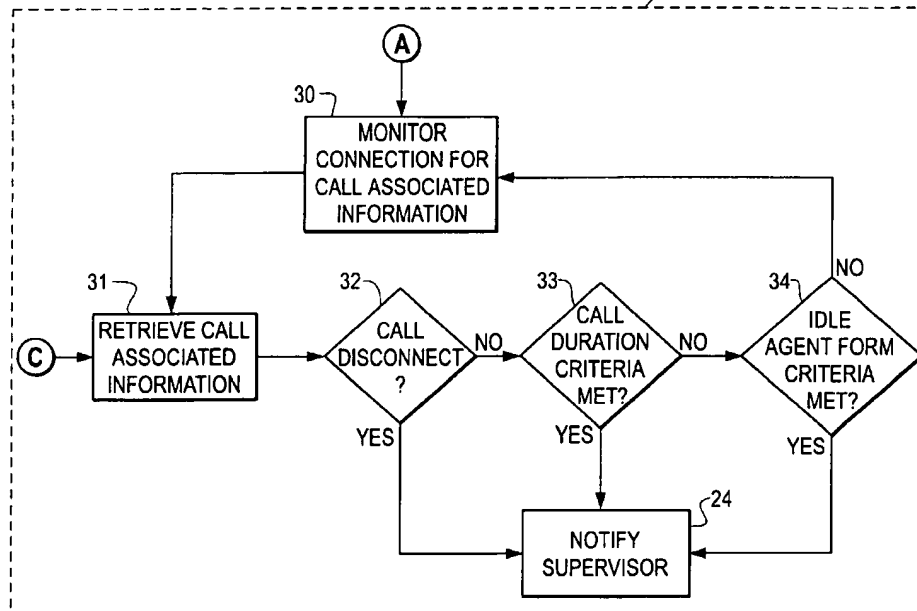 A
30
MONITOR
CONNECTION FOR
CALL ASSOCIATED
INFORMATION
NO
31
32
33
34
C
RETRIEVE CALL
ASSOCIATED
INFORMATION
CALL
DISCONNECT
?
NO
CALL
DURATION
CRITERIA
MET?
NO
IDLE
AGENT FORM
CRITERIA
MET?
YES
YES
YES
24
NOTIFY
SUPERVISOR